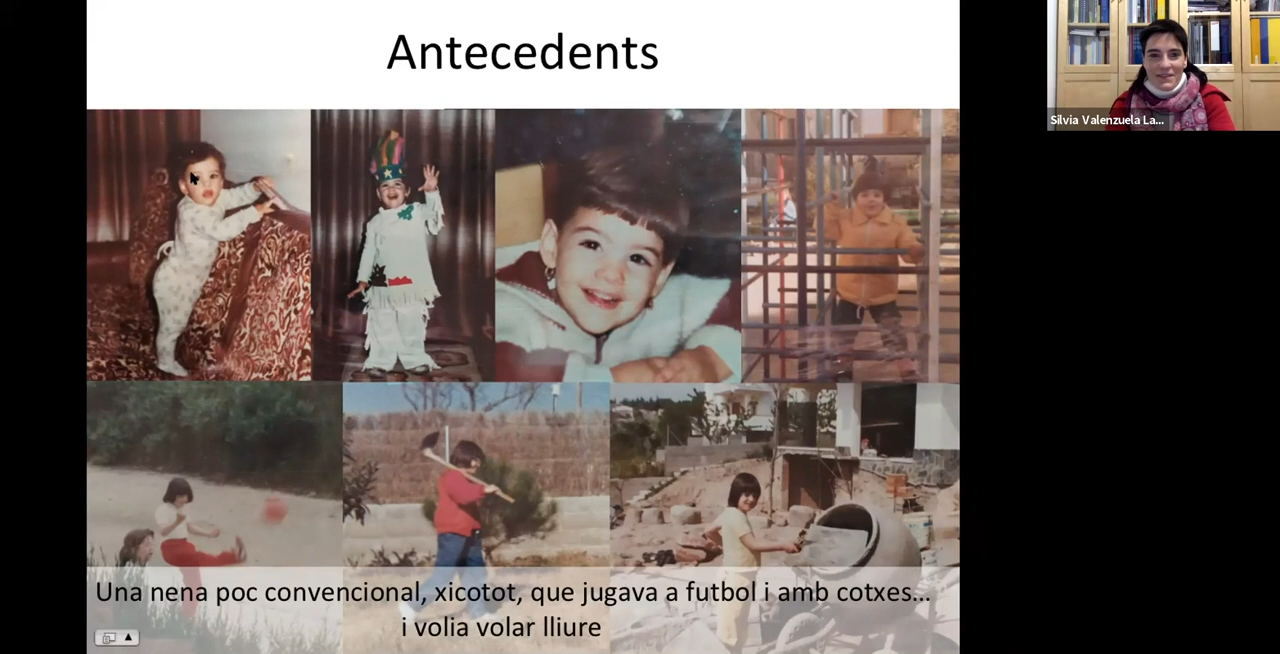 Antecedents
Silvia Valenzuela La...
Una nena poc convencional, xicotot, que jugava a futbol i amb cotxes...
i volia volar lliure